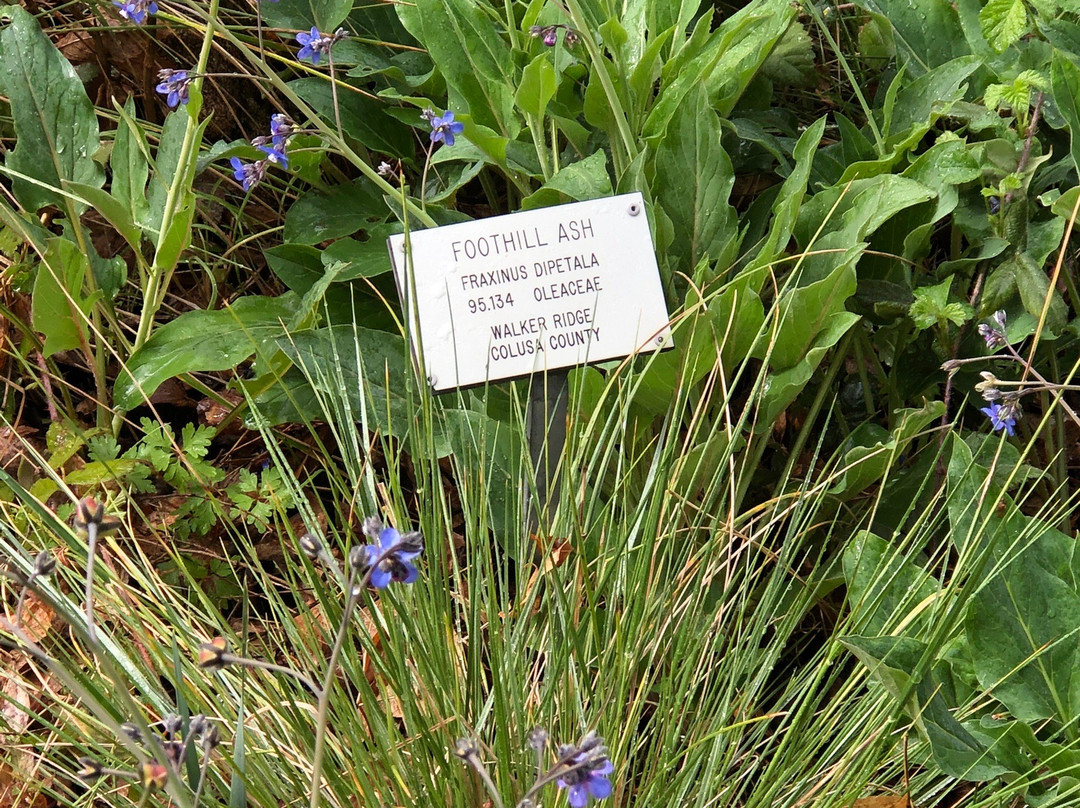 FOOTHILL ASH
FRAXINUS DIPETALA
95.134 OLEACEAE
WALKER RIDGE
COLUSA COUNTY